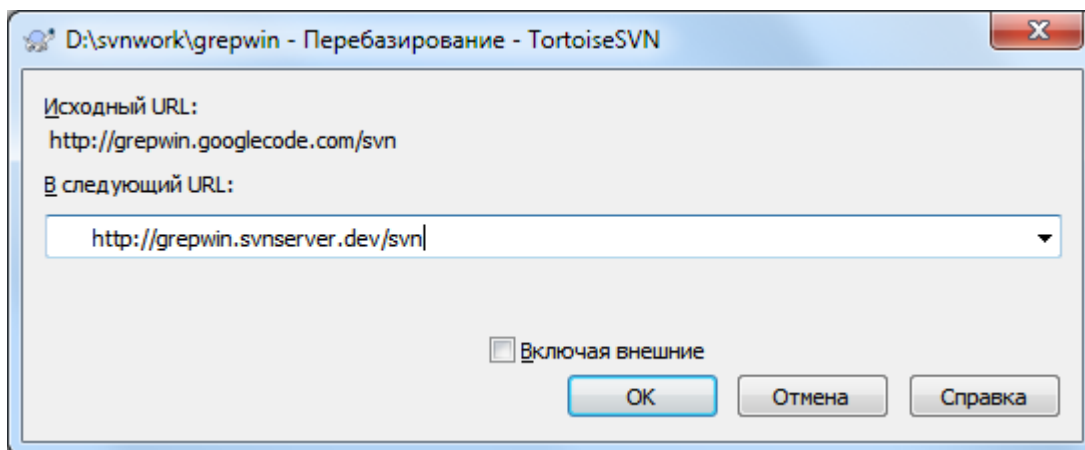 D:\svnwork\grepwin - Перебазирование - TortoiseSVN
Исходный URL:
http://grepwin.googlecode.com/svn
В следующий URL:
http://grepwin.svnserver.dev/svn
Включая внешние
OK
Отмена
Справка